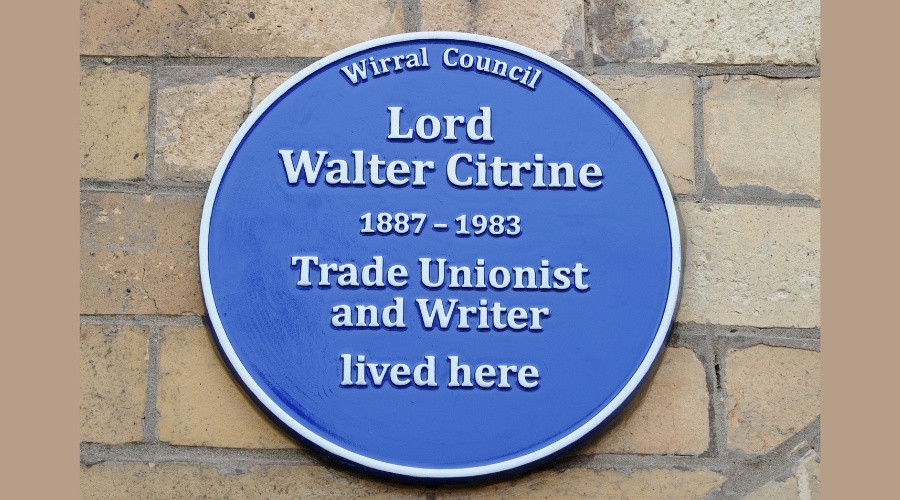 Wirral Council
Lord
Walter Citrine
1887 – 1983
Trade Unionist
and Writer
lived here